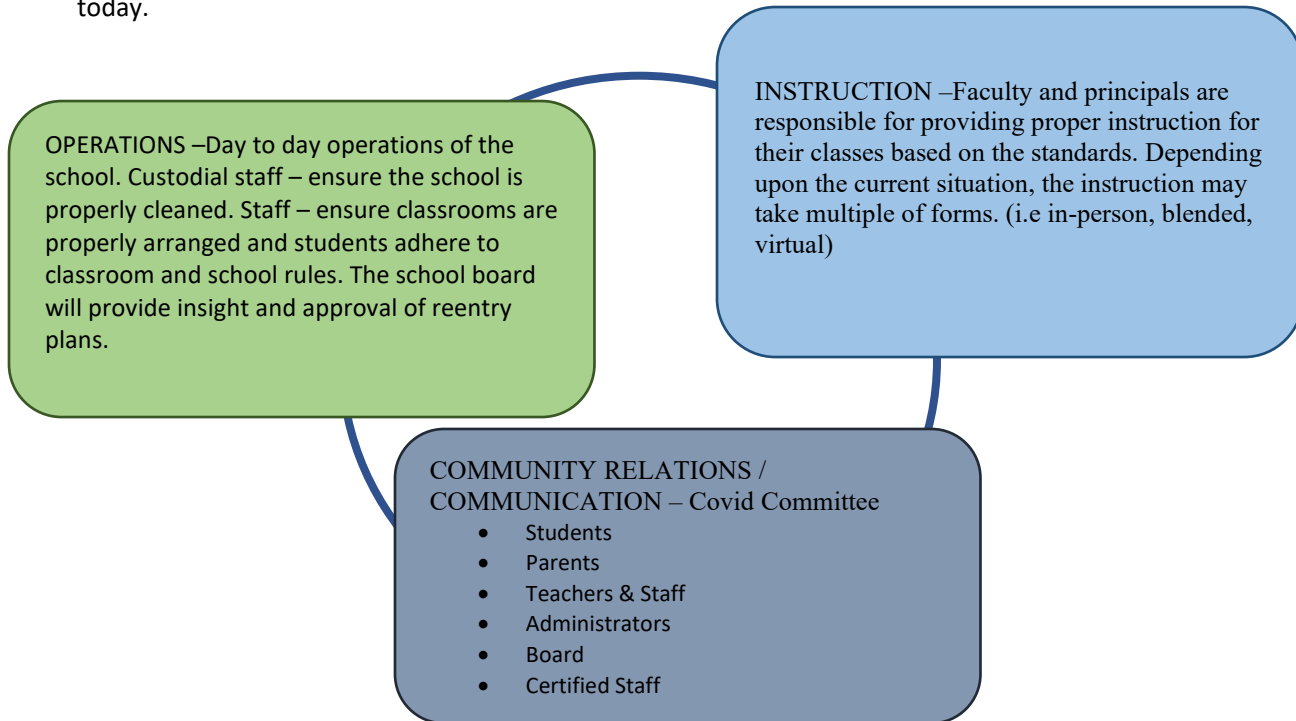 today.
OPERATIONS –Day to day operations of the
school. Custodial staff – ensure the school is
properly cleaned. Staff – ensure classrooms are
properly arranged and students adhere to
classroom and school rules. The school board
will provide insight and approval of reentry
plans.
INSTRUCTION –Faculty and principals are
responsible for providing proper instruction for
their classes based on the standards. Depending
upon the current situation, the instruction may
take multiple of forms. (i.e in-person, blended,
virtual)
COMMUNITY RELATIONS /
COMMUNICATION – Covid Committee
• Students
• Parents
• Teachers & Staff
• Administrators
• Board
• Certified Staff